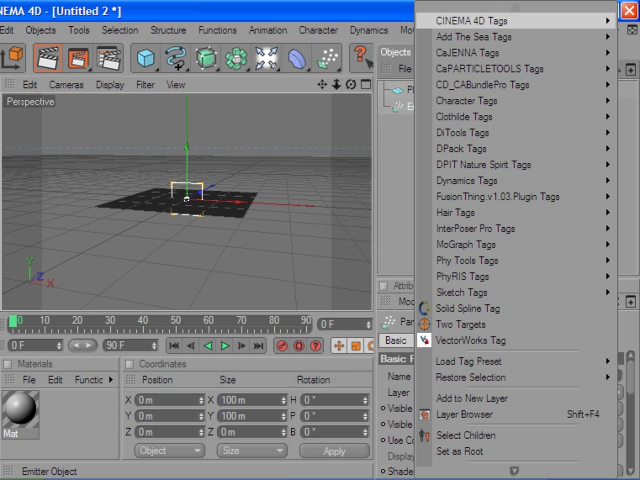 NEMA 4D - [Untitled 2 *]
Edit Objects Tools Selection Structure Functions Animation Character Dynamics
Objects
File
Edit Cameras Display Filter View
Perspective
Y
Z
X
0 10 20 30 40 50 60 70 80 90
0 F
0 F
90 F
Materials
File Edit Functic
Mat
Coordinates
Position Size Rotation
X 0 m X 100 m H 0 °
Y 0 m Y 100 m P 0 °
Z 0 m Z 0 m B 0 °
Object Size Apply
Emitter Object
Attrib
Basic
Name
Layer
Visible
Visible
Display
Shade
CINEMA 4D Tags
Add The Sea Tags
CaJENNA Tags
CaPARTICLETOOLS Tags
CD_CABundlePro Tags
Character Tags
Clothilde Tags
DiTools Tags
DPack Tags
DPIT Nature Spirit Tags
Dynamics Tags
FusionThing.v1.03.Plugin Tags
Hair Tags
InterPoser Pro Tags
MoGraph Tags
Phy Tools Tags
PhyRIS Tags
Sketch Tags
Solid Spline Tag
Two Targets
VectorWorks Tag
Load Tag Preset
Restore Selection
Add to New Layer
Layer Browser Shift+F4
Select Children
Set as Root